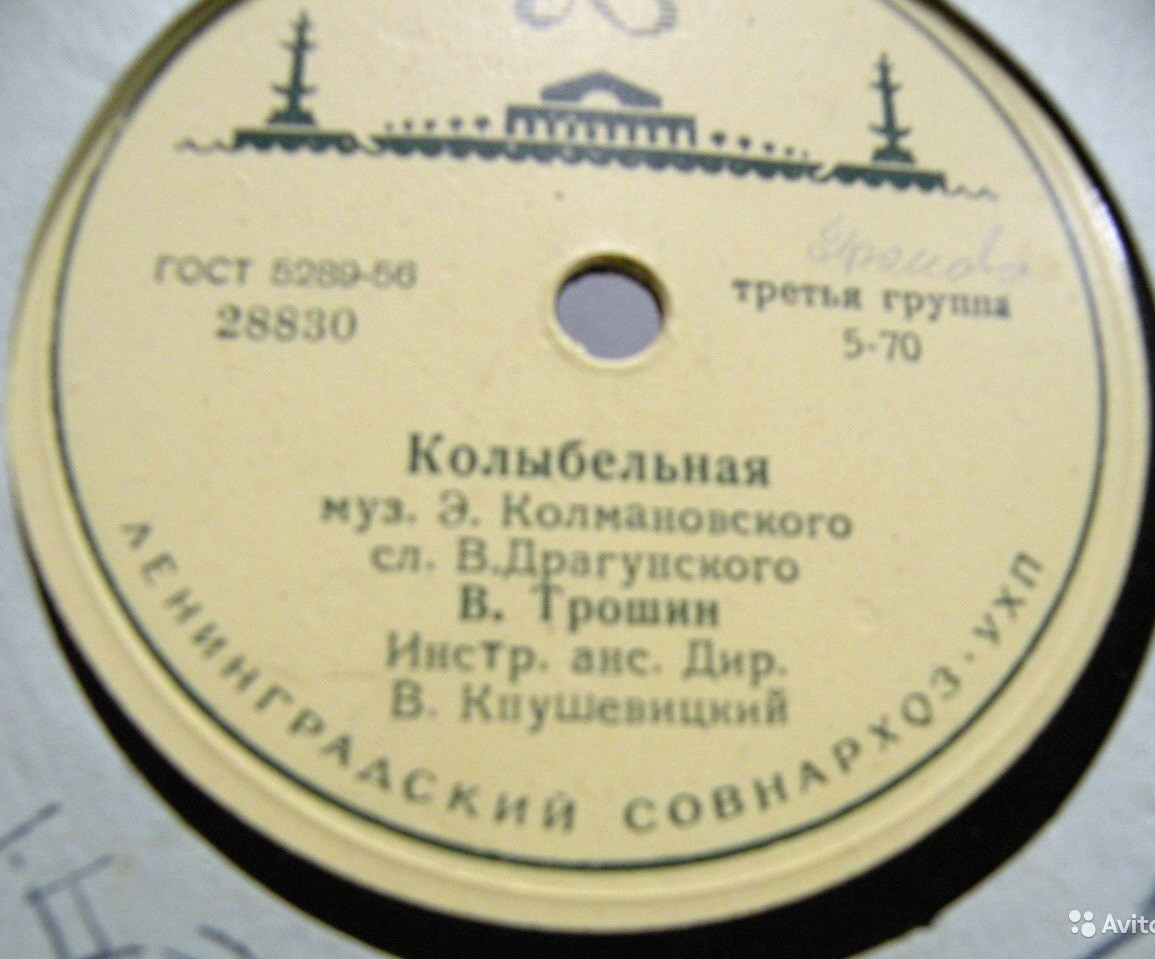 ГОСТ 5289-56
28830
третья группа
5-70
Колыбельная
муз. Э. Колмановского
сл. В.Драгунского
В. Трошин
Инстр. анс. Дир.
В. Кнушевицкий
ЛЕНИНГРАДСКИЙ СОВНАРХОЗ · УХП
Avito